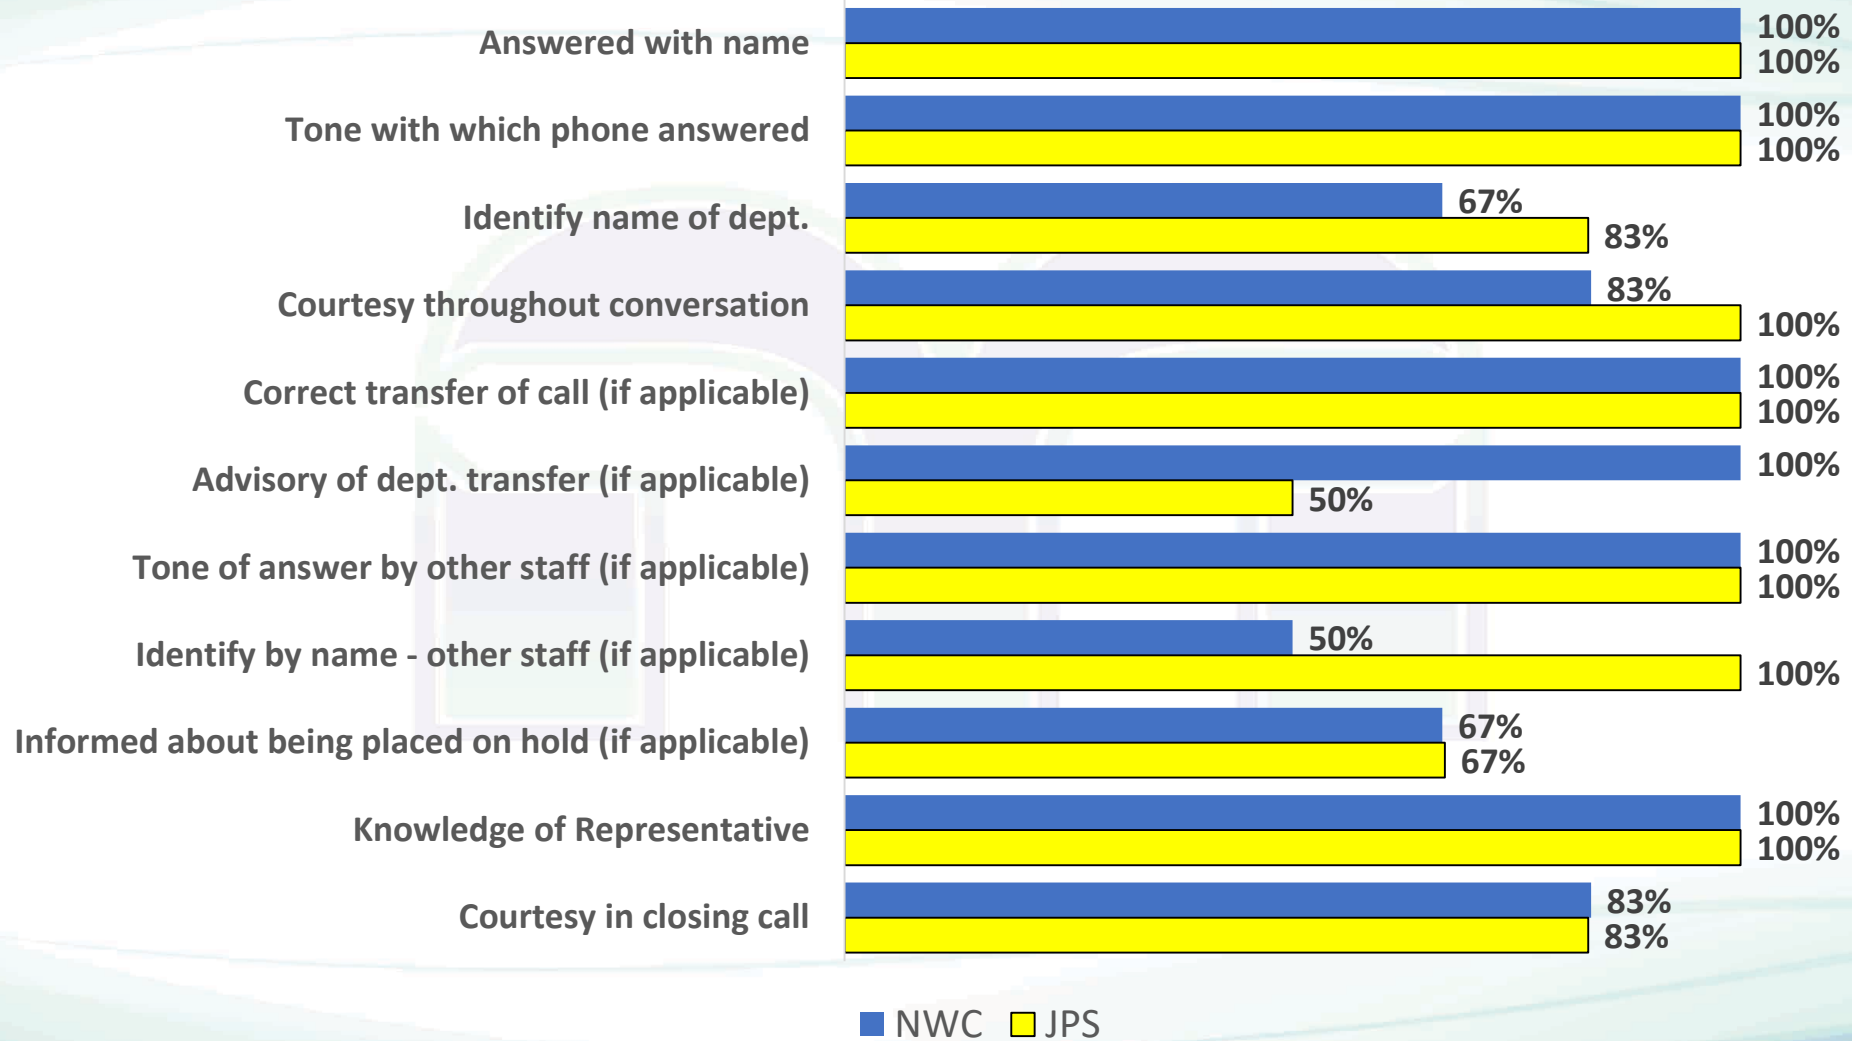 Answered with name
100%
100%
Tone with which phone answered
100%
100%
Identify name of dept.
67%
83%
Courtesy throughout conversation
83%
100%
Correct transfer of call (if applicable)
100%
100%
Advisory of dept. transfer (if applicable)
100%
50%
Tone of answer by other staff (if applicable)
100%
100%
Identify by name - other staff (if applicable)
50%
100%
Informed about being placed on hold (if applicable)
67%
67%
Knowledge of Representative
100%
100%
Courtesy in closing call
83%
83%
NWC JPS